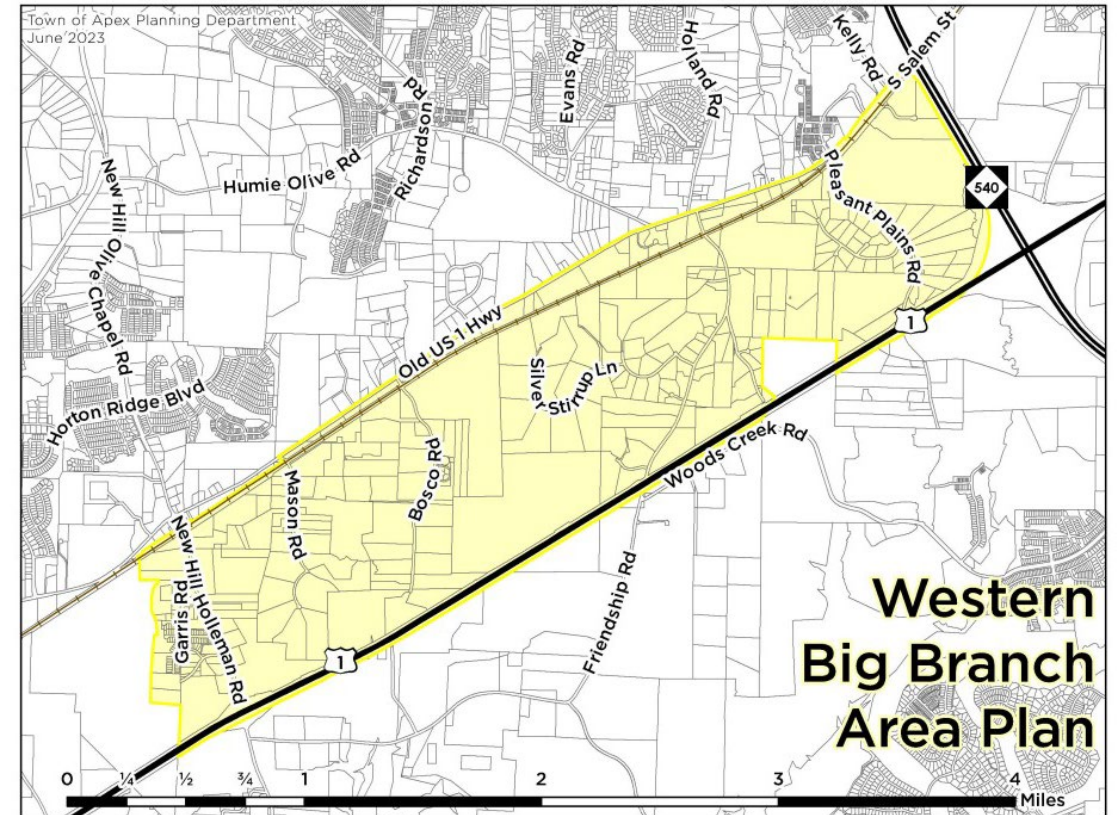 Town of Apex Planning Department
June 2023
Kelly Rd
S Salem St
Evans Rd
Holland Rd
Richardson Rd
Humie Olive Rd
New Hill Olive Chapel Rd
Pleasant Plains Rd
540
Old US 1 Hwy
1
Silver Stirrup Ln
Horton Ridge Blvd
Woods Creek Rd
Bosco Rd
Mason Rd
New Hill Holleman Rd
Garris Rd
Friendship Rd
1
Western
Big Branch
Area Plan
0 ¼ ½ ¾ 1 2 3 4
Miles